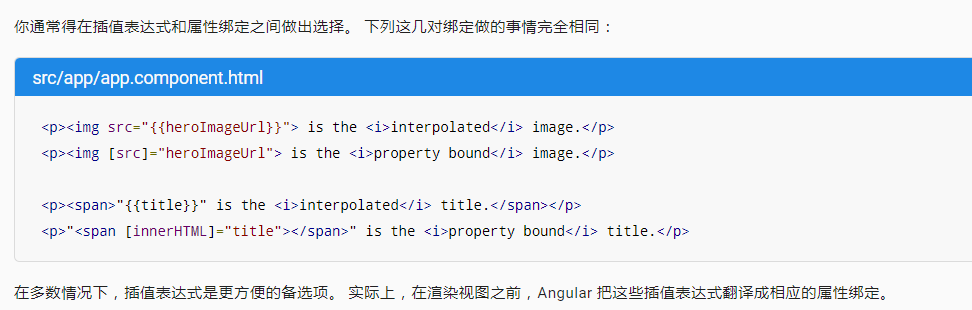 你通常得在插值表达式和属性绑定之间做出选择。 下列这几对绑定做的事情完全相同：
src/app/app.component.html
<p><img src="{{heroImageUrl}}"> is the <i>interpolated</i> image.</p>
<p><img [src]="heroImageUrl"> is the <i>property bound</i> image.</p>
<p><span>"{{title}}" is the <i>interpolated</i> title.</span></p>
<p>"<span [innerHTML]="title"></span>" is the <i>property bound</i> title.</p>
在多数情况下，插值表达式是更方便的备选项。 实际上，在渲染视图之前，Angular 把这些插值表达式翻译成相应的属性绑定。